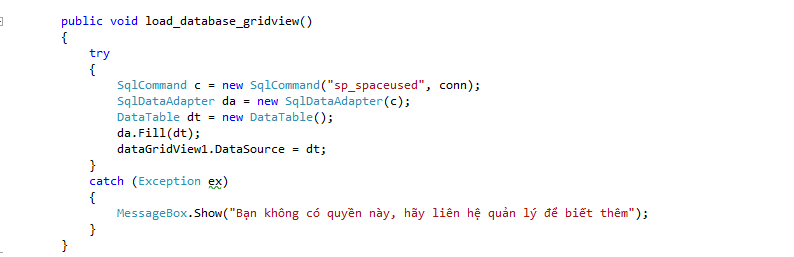 public void load_database_gridview()
{
try
{
SqlCommand c = new SqlCommand("sp_spaceused", conn);
SqlDataAdapter da = new SqlDataAdapter(c);
DataTable dt = new DataTable();
da.Fill(dt);
dataGridView1.DataSource = dt;
}
catch (Exception ex)
{
MessageBox.Show("Bạn không có quyền này, hãy liên hệ quản lý để biết thêm");
}
}